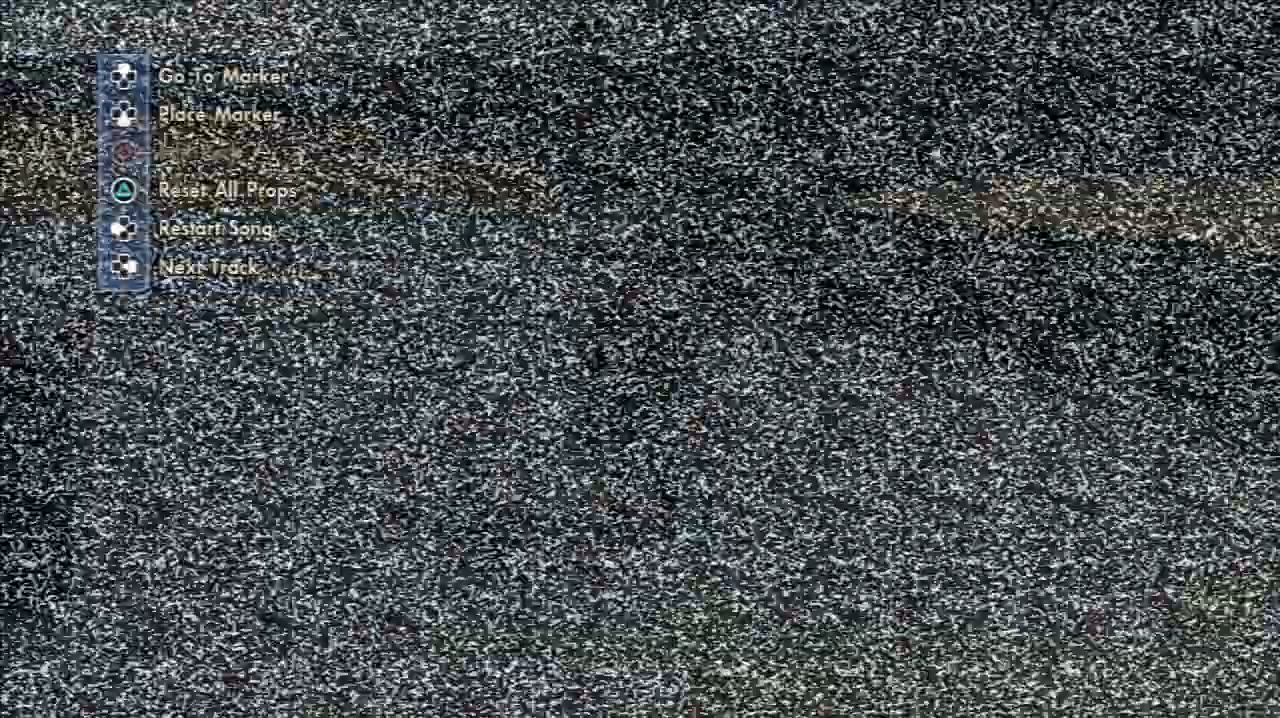 Go To Marker
Place Marker
Reset All Props
Restart Song
Next Track